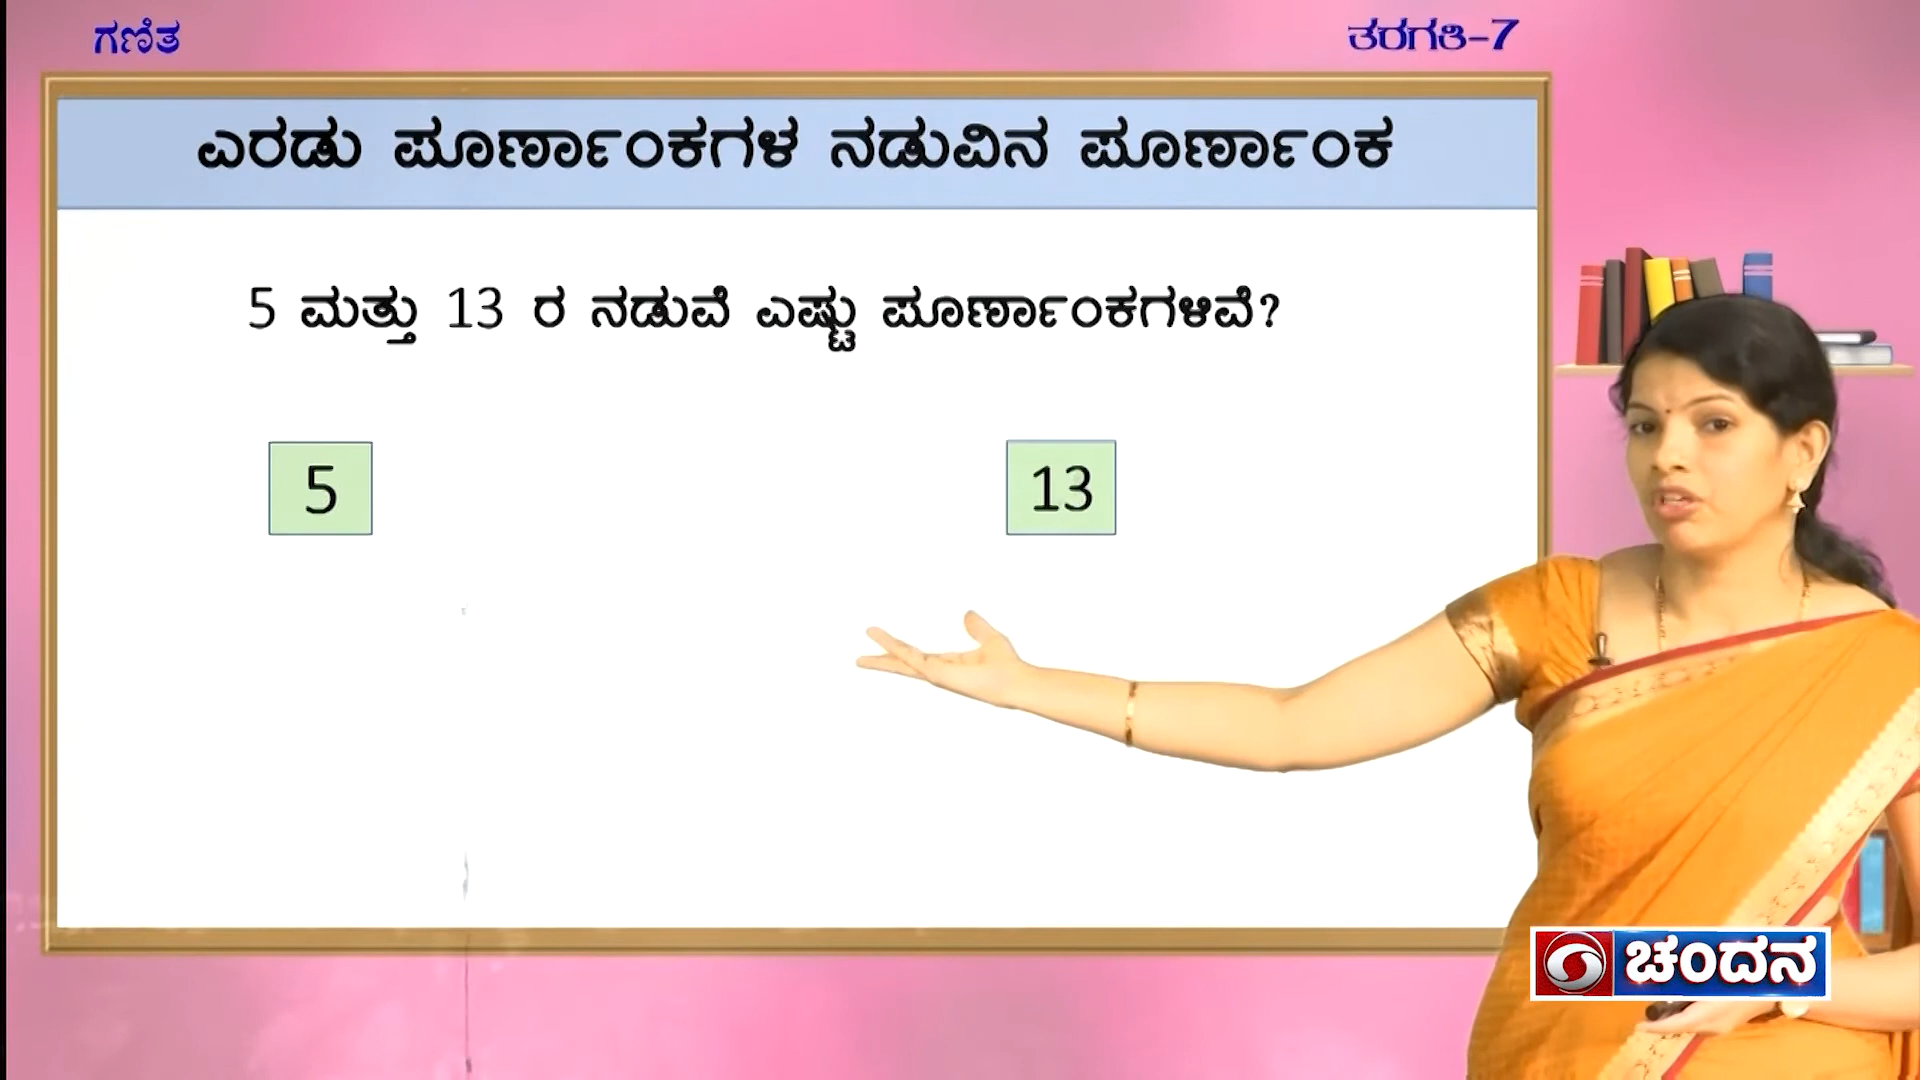 ಗಣಿತ
ತರಗತಿ-7
ಎರಡು ಪೂರ್ಣಾಂಕಗಳ ನಡುವಿನ ಪೂರ್ಣಾಂಕ
5 ಮತ್ತು 13 ರ ನಡುವೆ ಎಷ್ಟು ಪೂರ್ಣಾಂಕಗಳಿವೆ?
5
13
ಚಂದನ